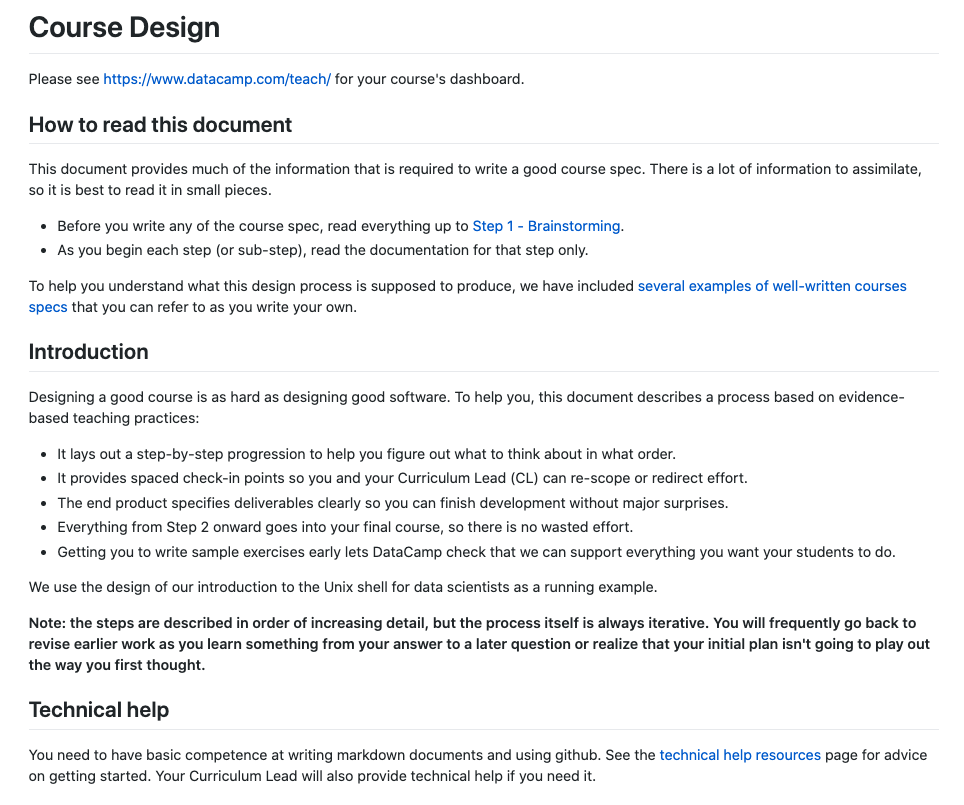 Course Design
Please see https://www.datacamp.com/teach/ for your course's dashboard.
How to read this document
This document provides much of the information that is required to write a good course spec. There is a lot of information to assimilate,
so it is best to read it in small pieces.
• Before you write any of the course spec, read everything up to Step 1 - Brainstorming.
• As you begin each step (or sub-step), read the documentation for that step only.
To help you understand what this design process is supposed to produce, we have included several examples of well-written courses
specs that you can refer to as you write your own.
Introduction
Designing a good course is as hard as designing good software. To help you, this document describes a process based on evidence-
based teaching practices:
• It lays out a step-by-step progression to help you figure out what to think about in what order.
• It provides spaced check-in points so you and your Curriculum Lead (CL) can re-scope or redirect effort.
• The end product specifies deliverables clearly so you can finish development without major surprises.
• Everything from Step 2 onward goes into your final course, so there is no wasted effort.
• Getting you to write sample exercises early lets DataCamp check that we can support everything you want your students to do.
We use the design of our introduction to the Unix shell for data scientists as a running example.
Note: the steps are described in order of increasing detail, but the process itself is always iterative. You will frequently go back to
revise earlier work as you learn something from your answer to a later question or realize that your initial plan isn't going to play out
the way you first thought.
Technical help
You need to have basic competence at writing markdown documents and using github. See the technical help resources page for advice
on getting started. Your Curriculum Lead will also provide technical help if you need it.